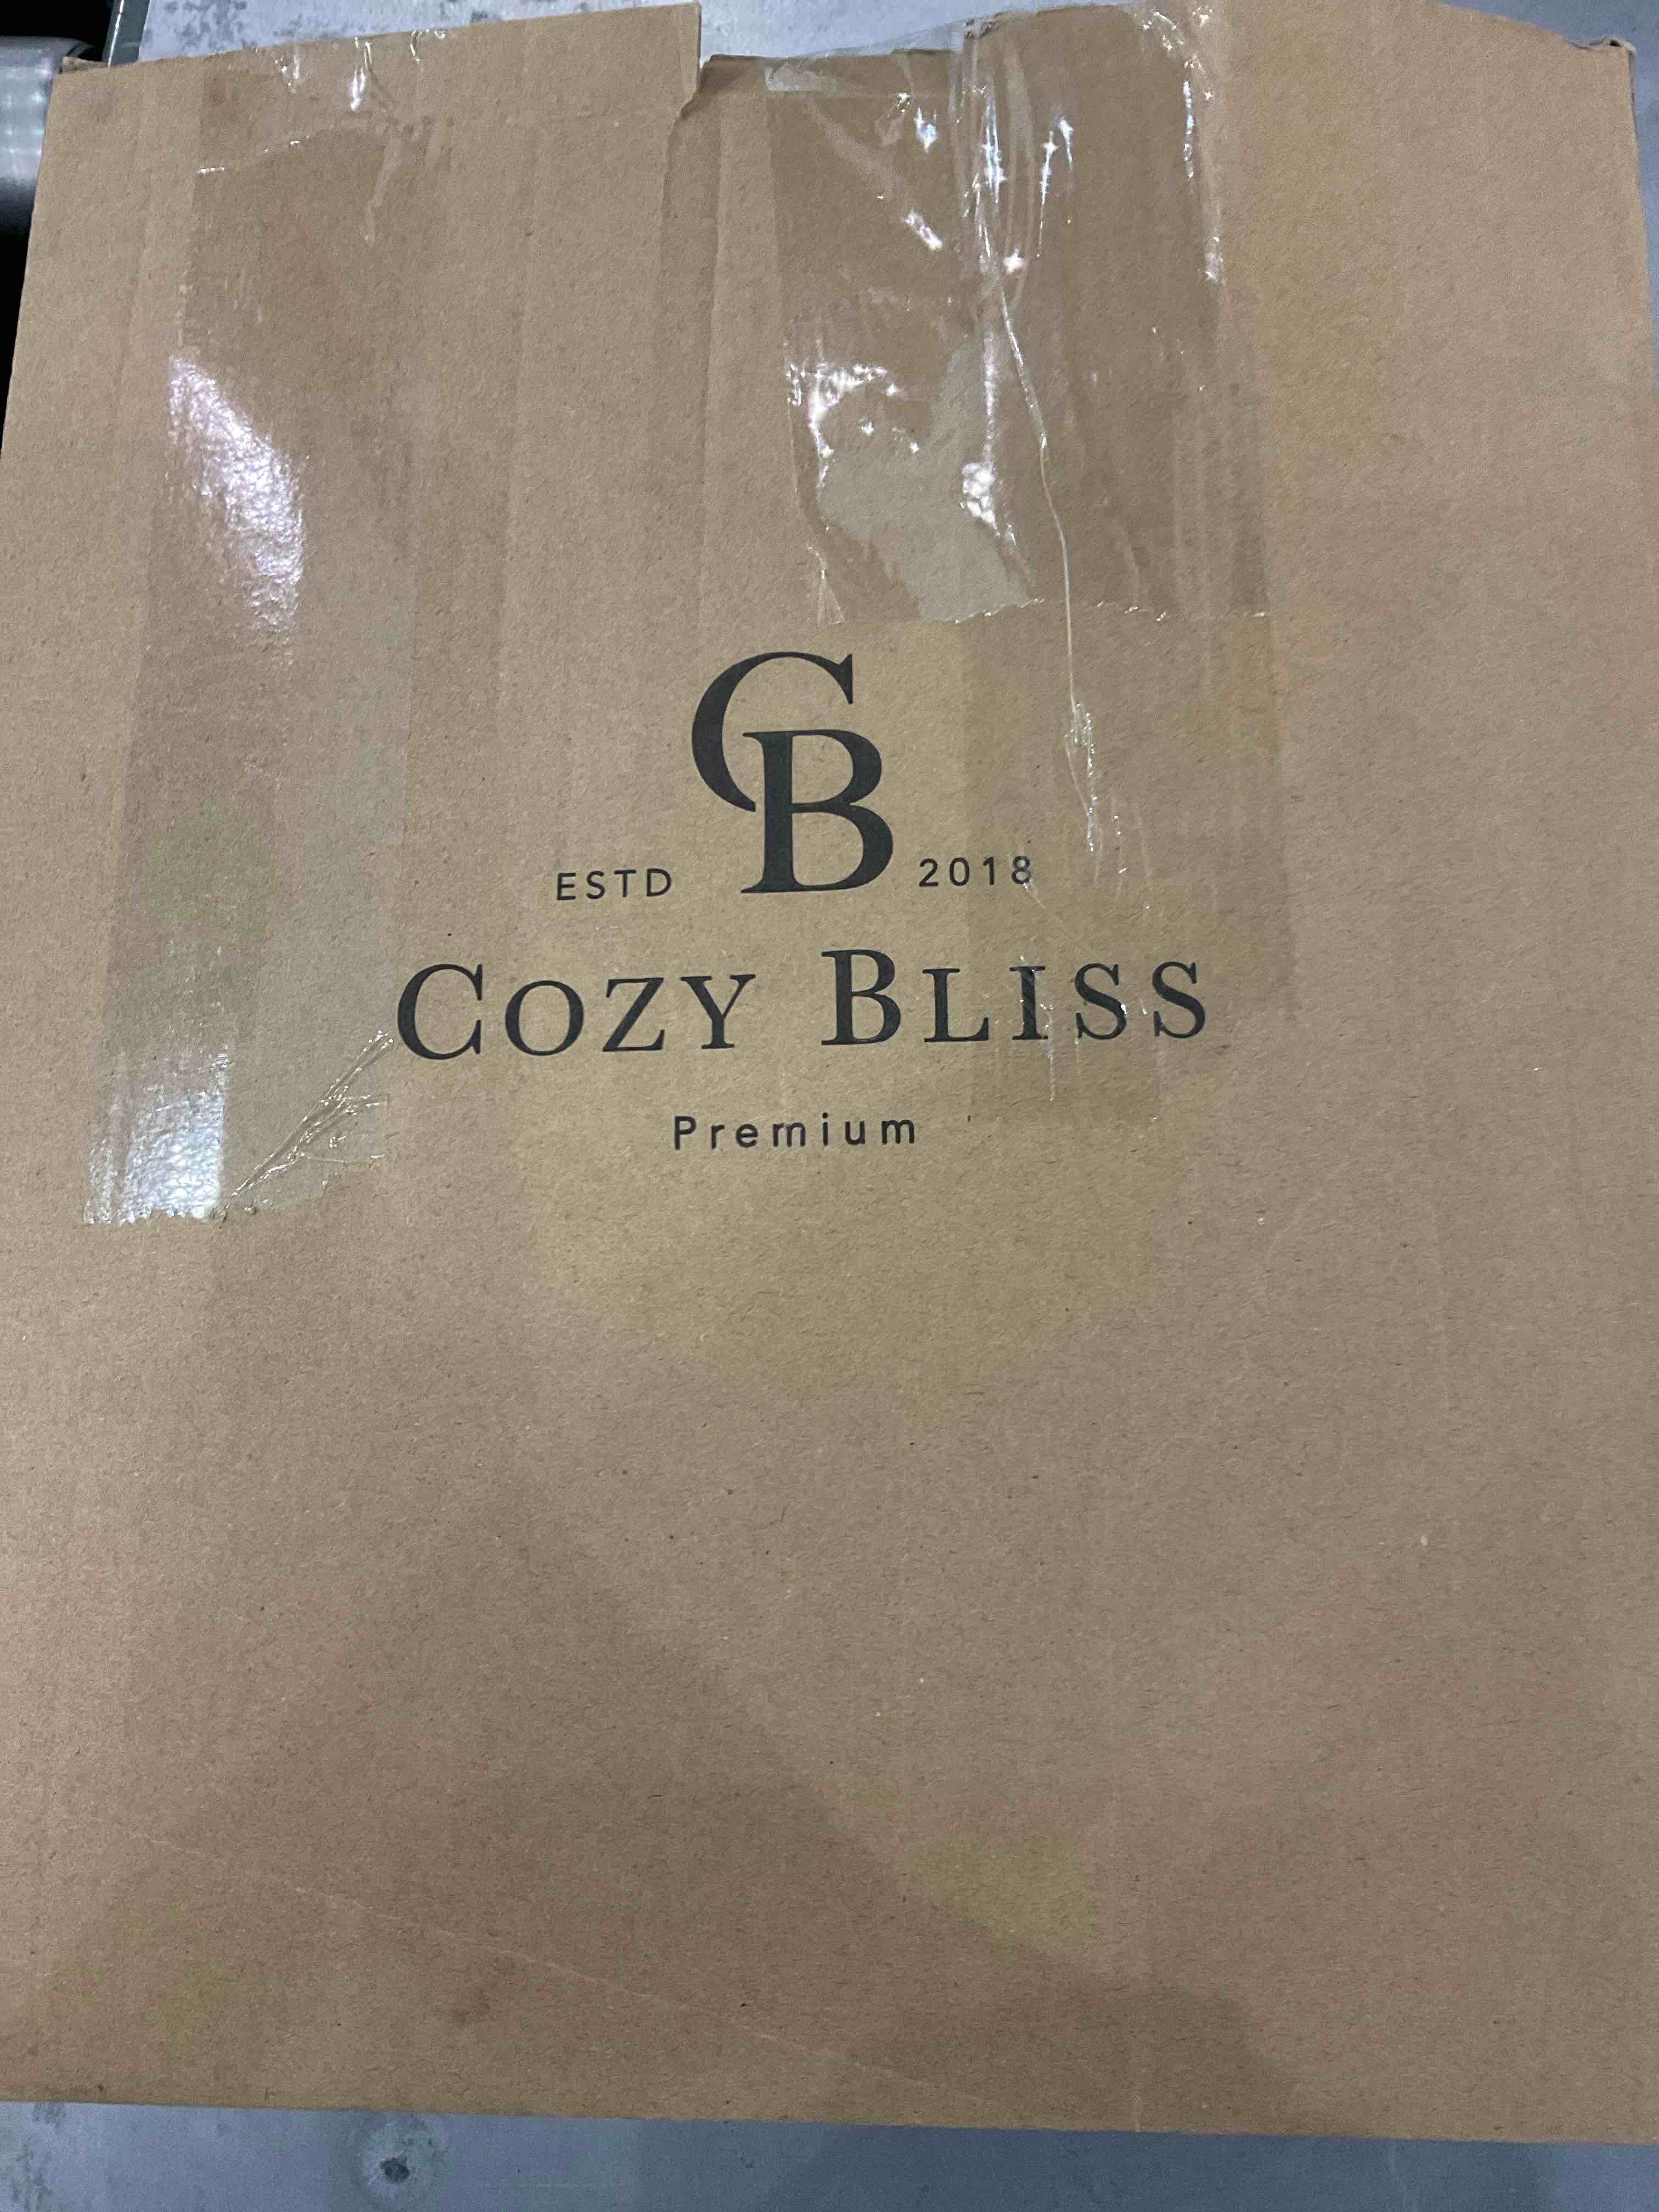 CB
ESTD 2018
COZY BLISS
Premium